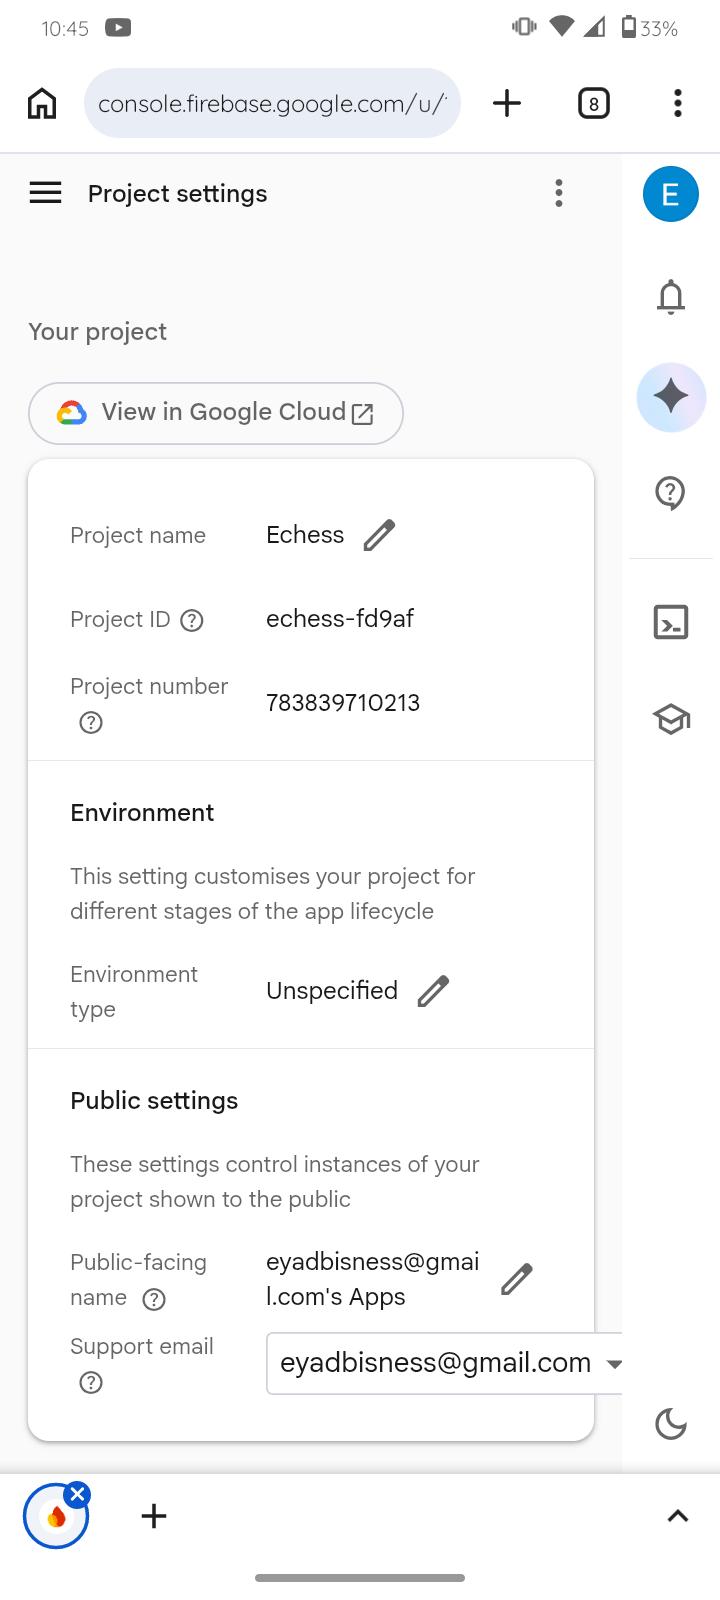 10:45
33%
console.firebase.google.com/u/
8
Project settings
E
Your project
View in Google Cloud
Project name
Echess
Project ID
echess-fd9af
Project number
783839710213
Environment
This setting customises your project for
different stages of the app lifecycle
Environment
type
Unspecified
Public settings
These settings control instances of your
project shown to the public
Public-facing
name
eyadbisness@gmai
l.com's Apps
Support email
eyadbisness@gmail.com